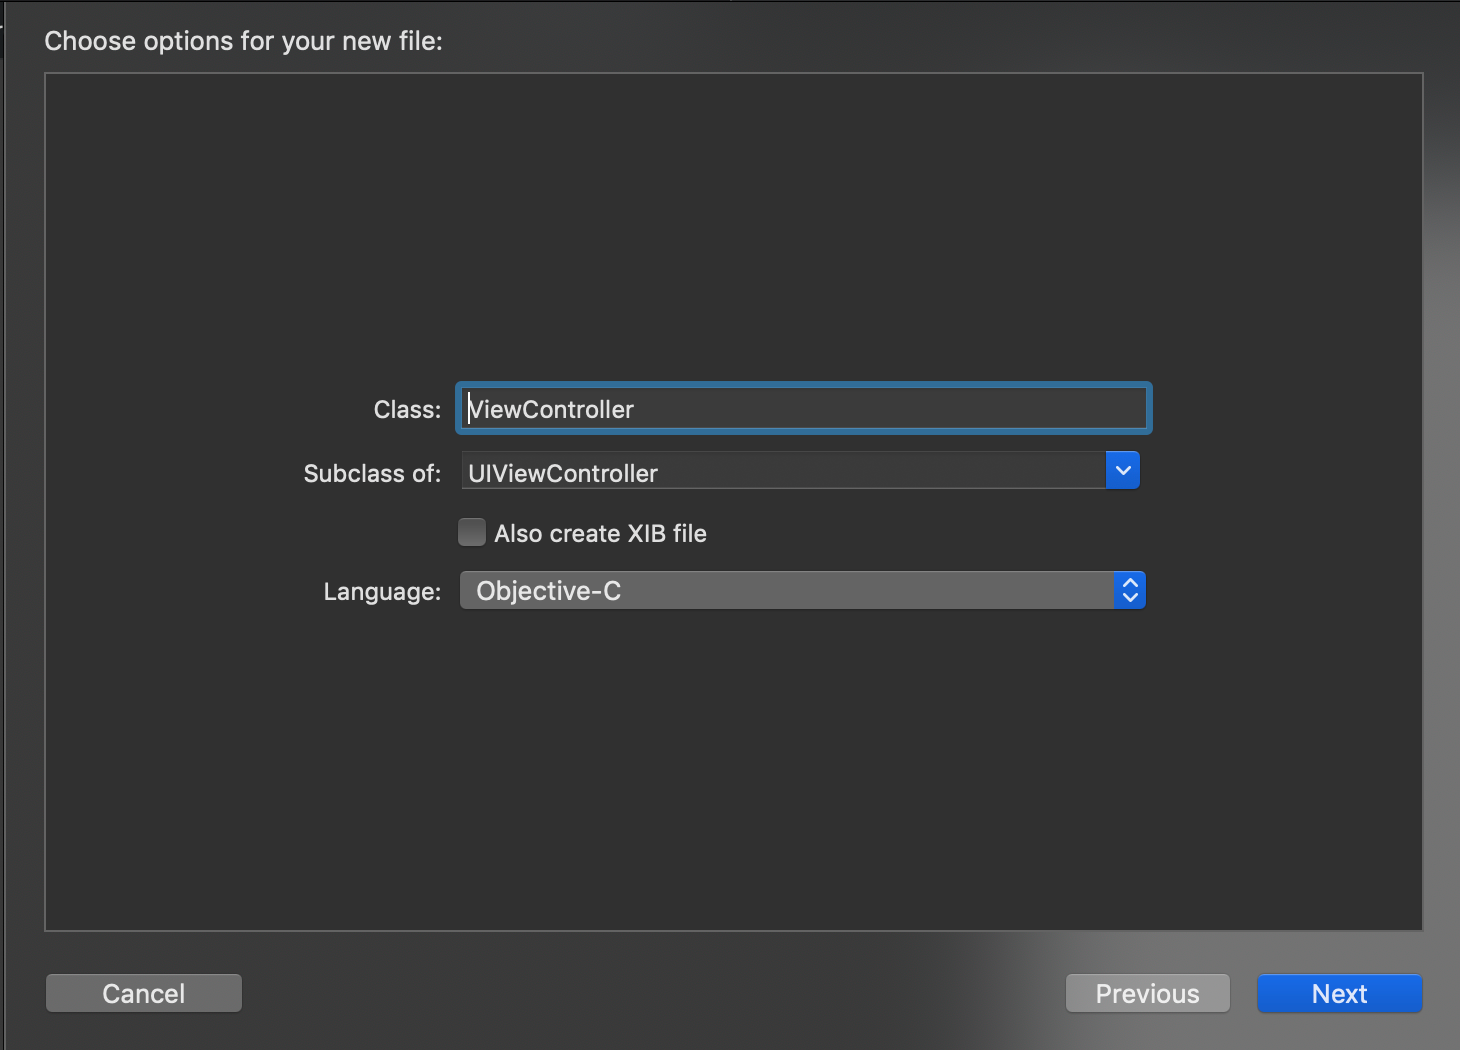 Choose options for your new file:
Class: ViewController
Subclass of: UIViewController
Also create XIB file
Language: Objective-C
Cancel Previous Next